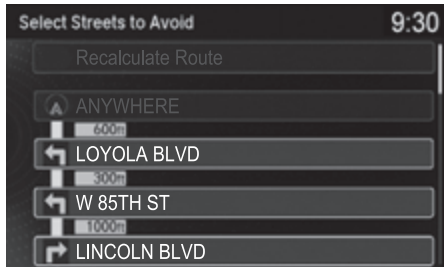 Select Streets to Avoid 9:30
Recalculate Route
ANYWHERE
600ft
LOYOLA BLVD
300ft
W 85TH ST
1000ft
LINCOLN BLVD